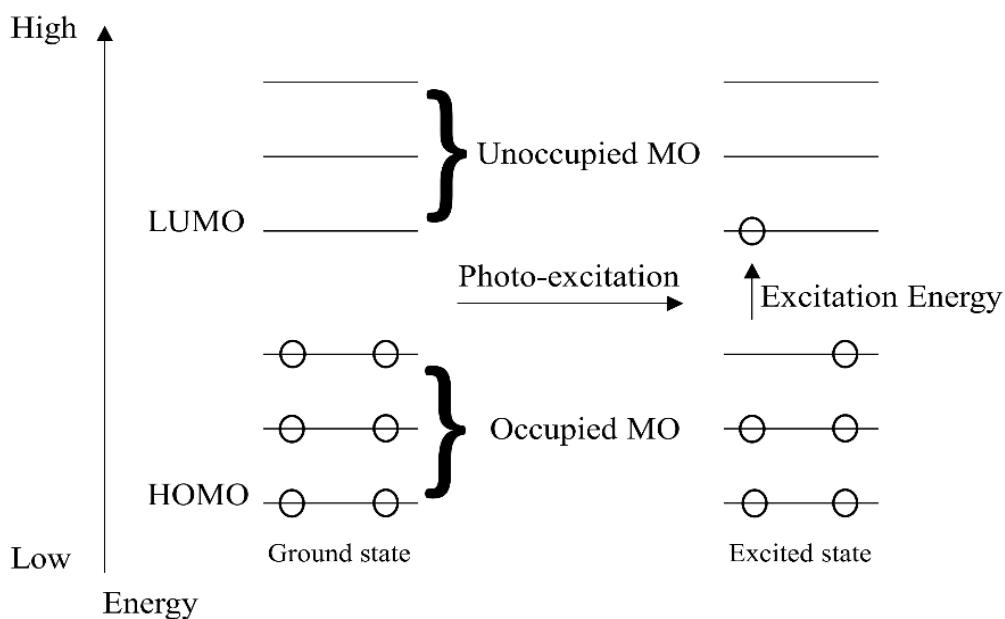 High
Unoccupied MO
LUMO
Photo-excitation
Excitation Energy
Occupied MO
HOMO
Low
Ground state
Excited state
Energy